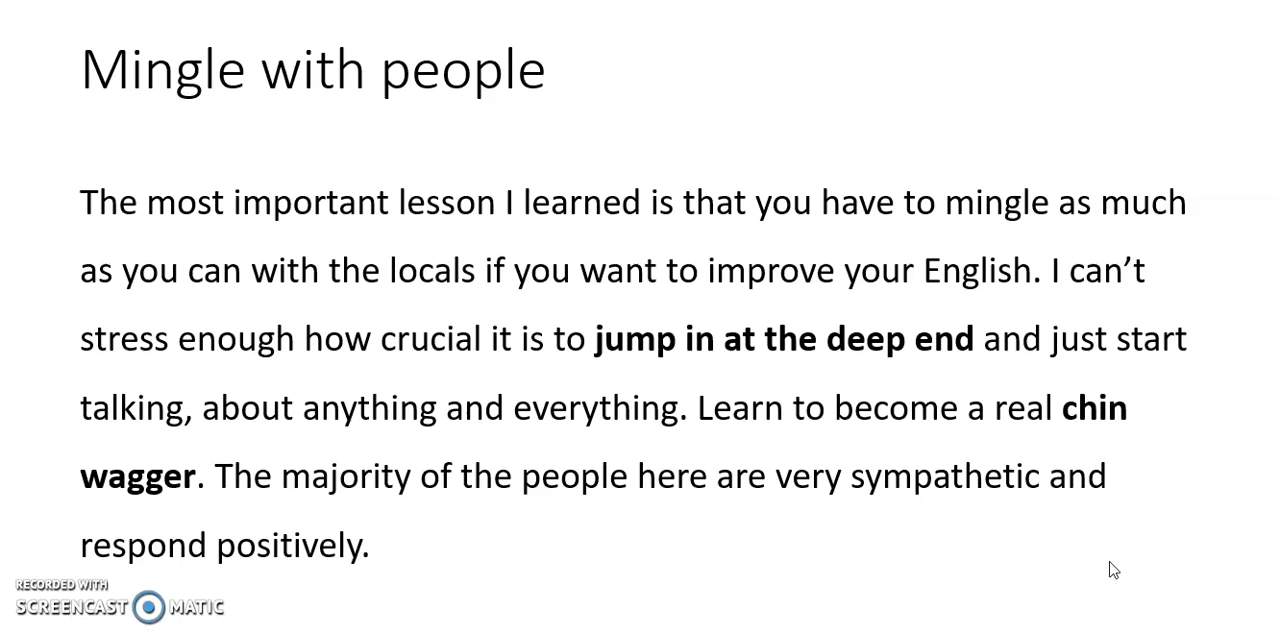 Mingle with people
The most important lesson I learned is that you have to mingle as much
as you can with the locals if you want to improve your English. I can’t
stress enough how crucial it is to jump in at the deep end and just start
talking, about anything and everything. Learn to become a real chin
wagger. The majority of the people here are very sympathetic and
respond positively.
RECORDED WITH
SCREENCAST MATIC